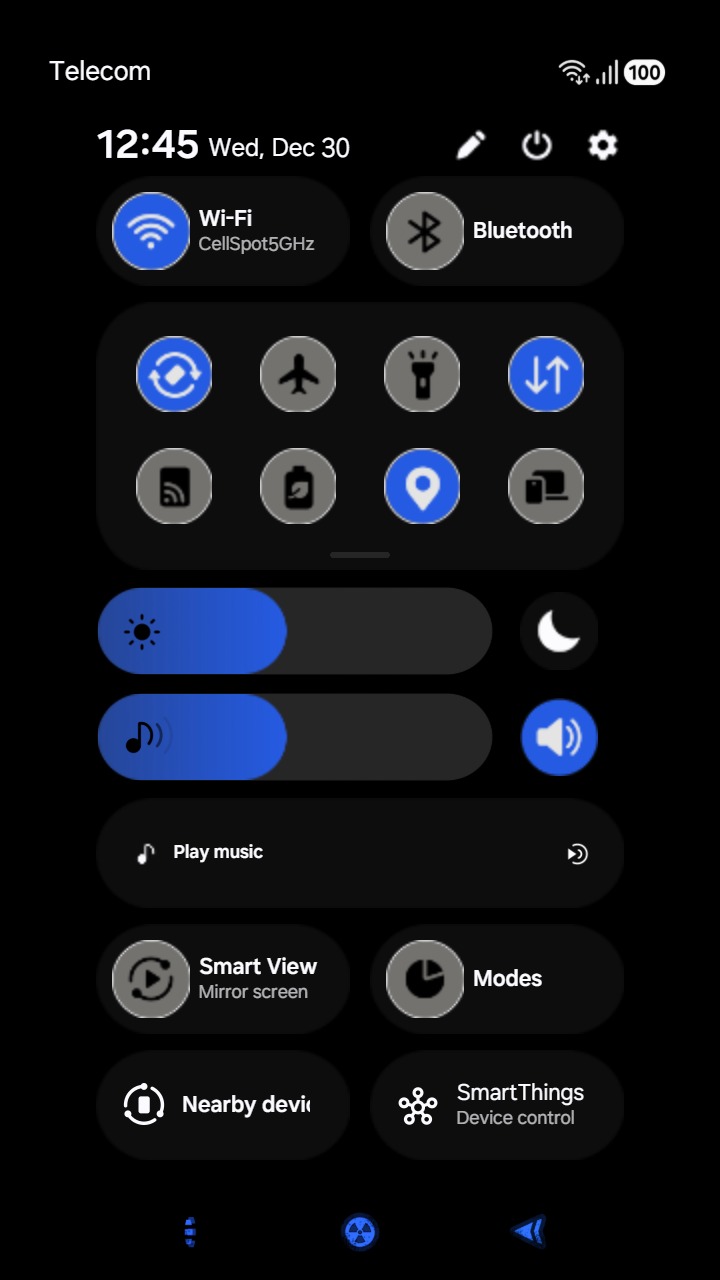 Telecom
100
12:45 Wed, Dec 30
Wi-Fi
CellSpot5GHz
Bluetooth
Play music
Smart View
Mirror screen
Modes
Nearby devic
SmartThings
Device control